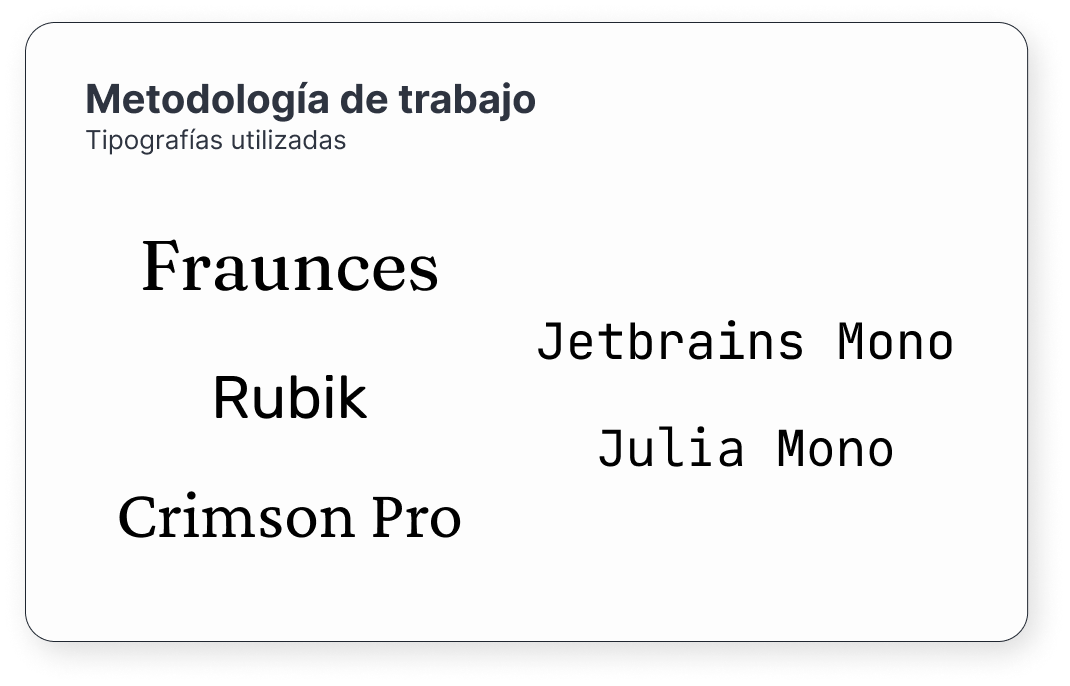 Metodología de trabajo
Tipografías utilizadas
Fraunces
Rubik
Crimson Pro
Jetbrains Mono
Julia Mono